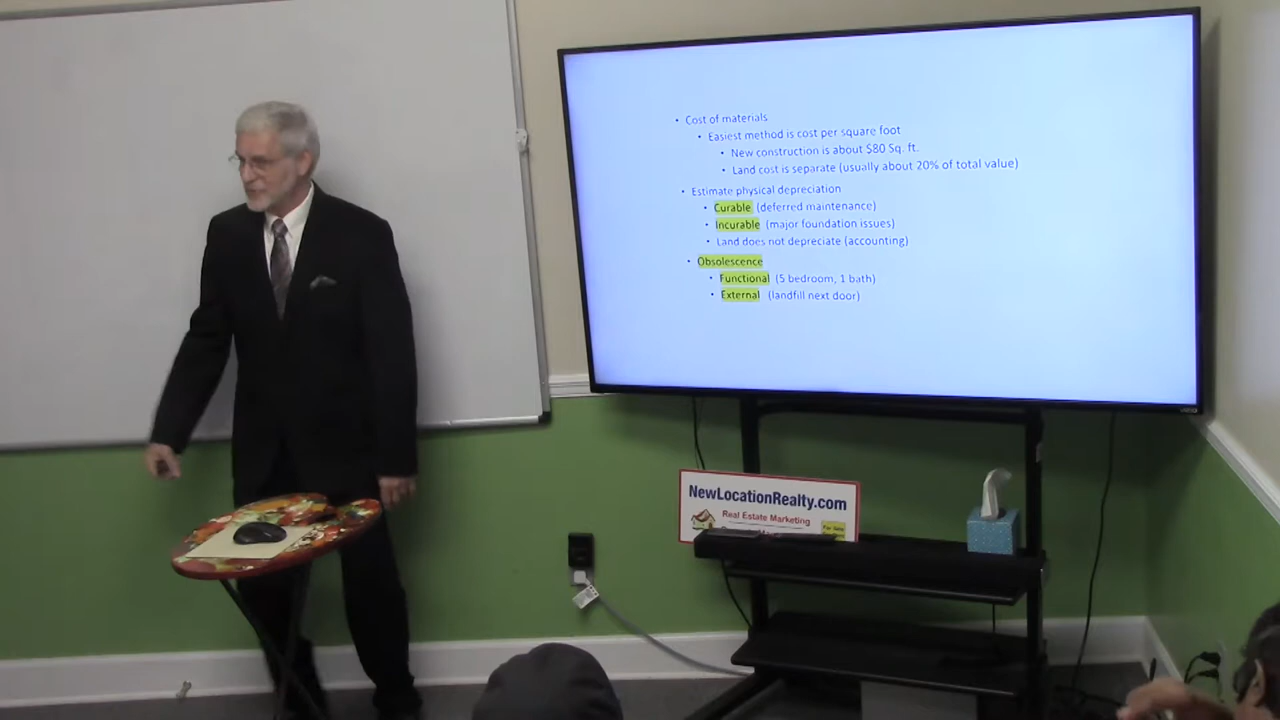 • Cost of materials
• Easiest method is cost per square foot
• New construction is about $80 Sq. ft.
• Land cost is separate (usually about 20% of total value)
• Estimate physical depreciation
• Curable (deferred maintenance)
• Incurable (major foundation issues)
• Land does not depreciate (accounting)
• Obsolescence
• Functional (5 bedroom, 1 bath)
• External (landfill next door)
VIZIO
NewLocationRealty.com
Real Estate Marketing
For Sale